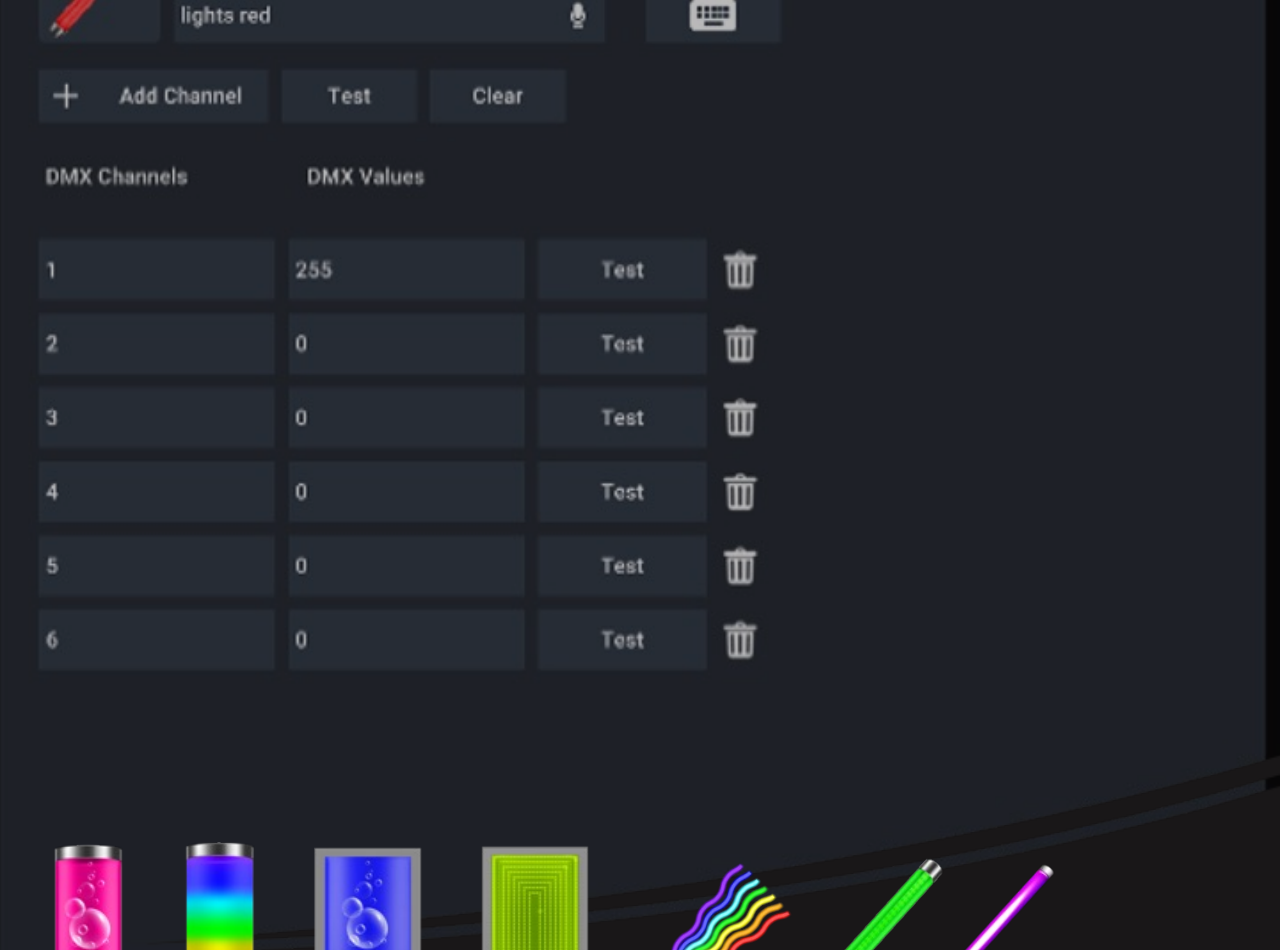 lights red
Add Channel Test Clear
DMX Channels DMX Values
1 255 Test
2 0 Test
3 0 Test
4 0 Test
5 0 Test
6 0 Test